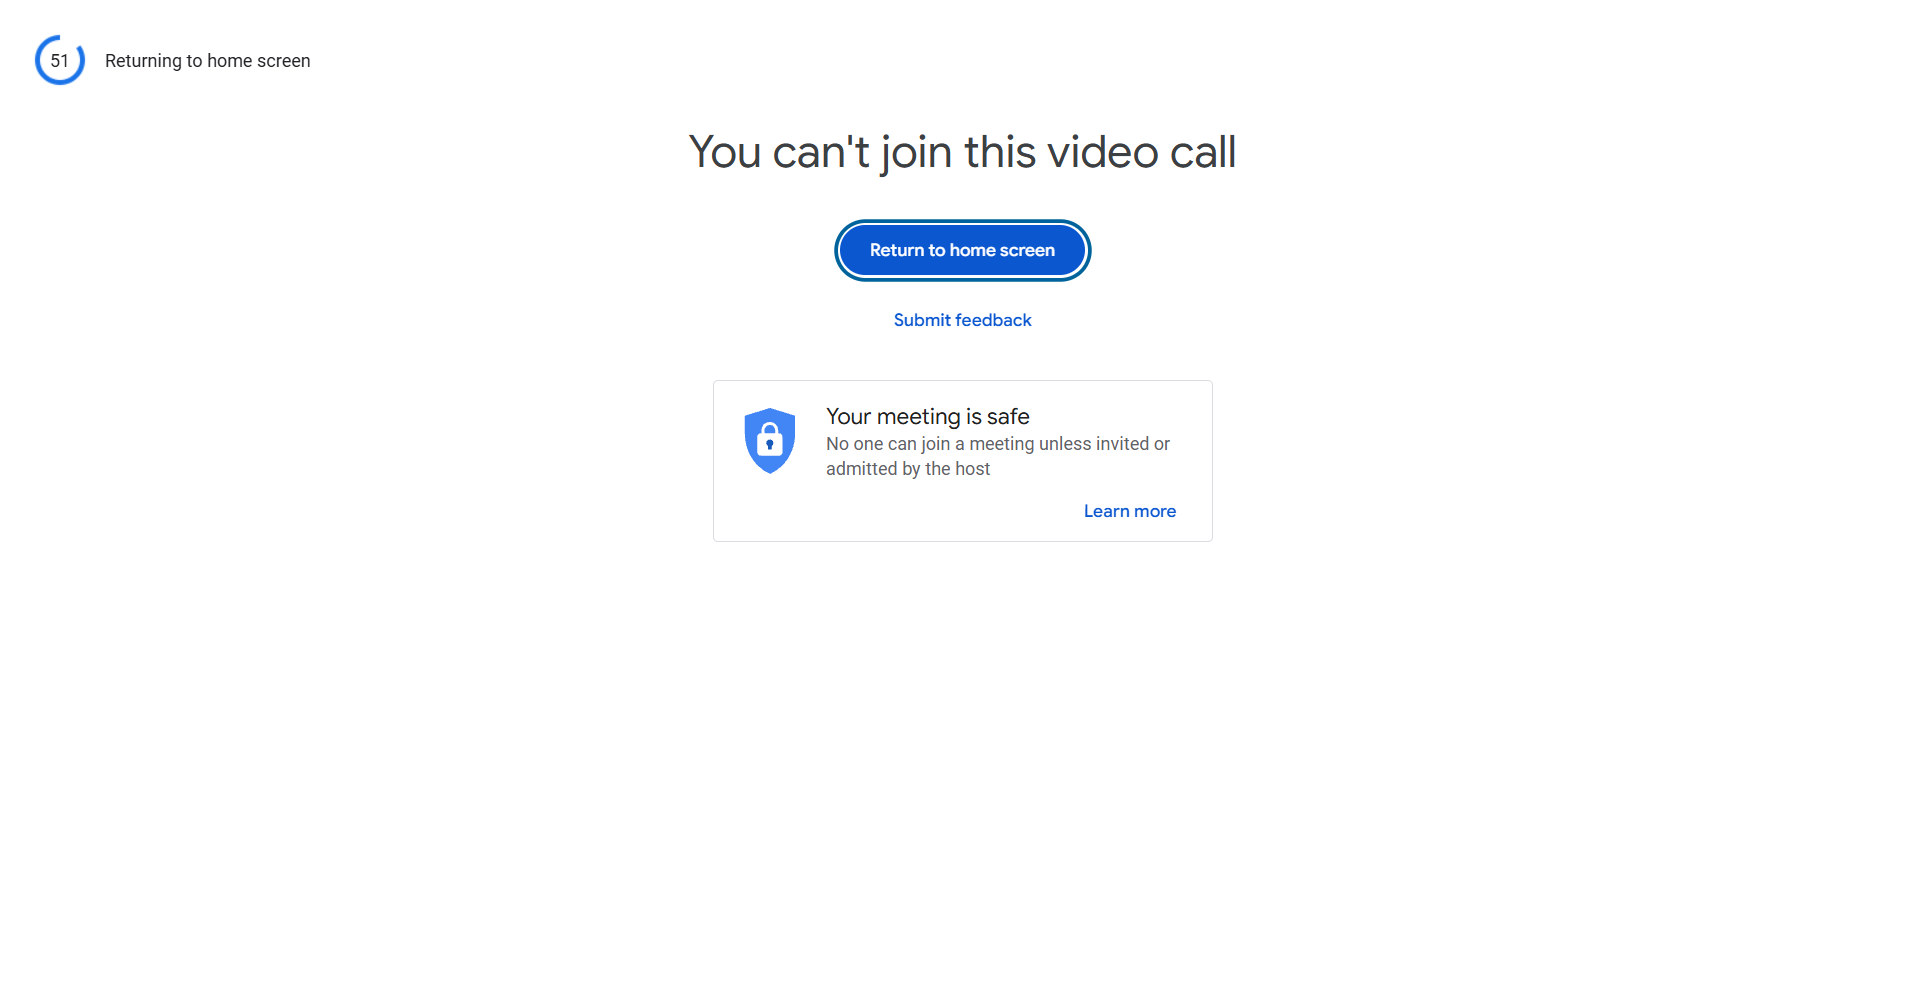 51
Returning to home screen
You can't join this video call
Return to home screen
Submit feedback
Your meeting is safe
No one can join a meeting unless invited or
admitted by the host
Learn more